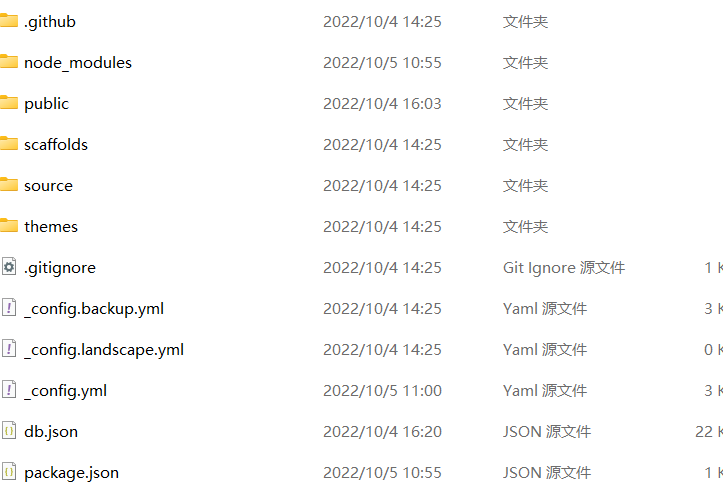 .github 2022/10/4 14:25 文件夹
node_modules 2022/10/5 10:55 文件夹
public 2022/10/4 16:03 文件夹
scaffolds 2022/10/4 14:25 文件夹
source 2022/10/4 14:25 文件夹
themes 2022/10/4 14:25 文件夹
.gitignore 2022/10/4 14:25 Git Ignore 源文件 1 K
_config.backup.yml 2022/10/4 14:25 Yaml 源文件 3 K
_config.landscape.yml 2022/10/4 14:25 Yaml 源文件 0 K
_config.yml 2022/10/5 11:00 Yaml 源文件 3 K
db.json 2022/10/4 16:20 JSON 源文件 22 K
package.json 2022/10/5 10:55 JSON 源文件 1 K